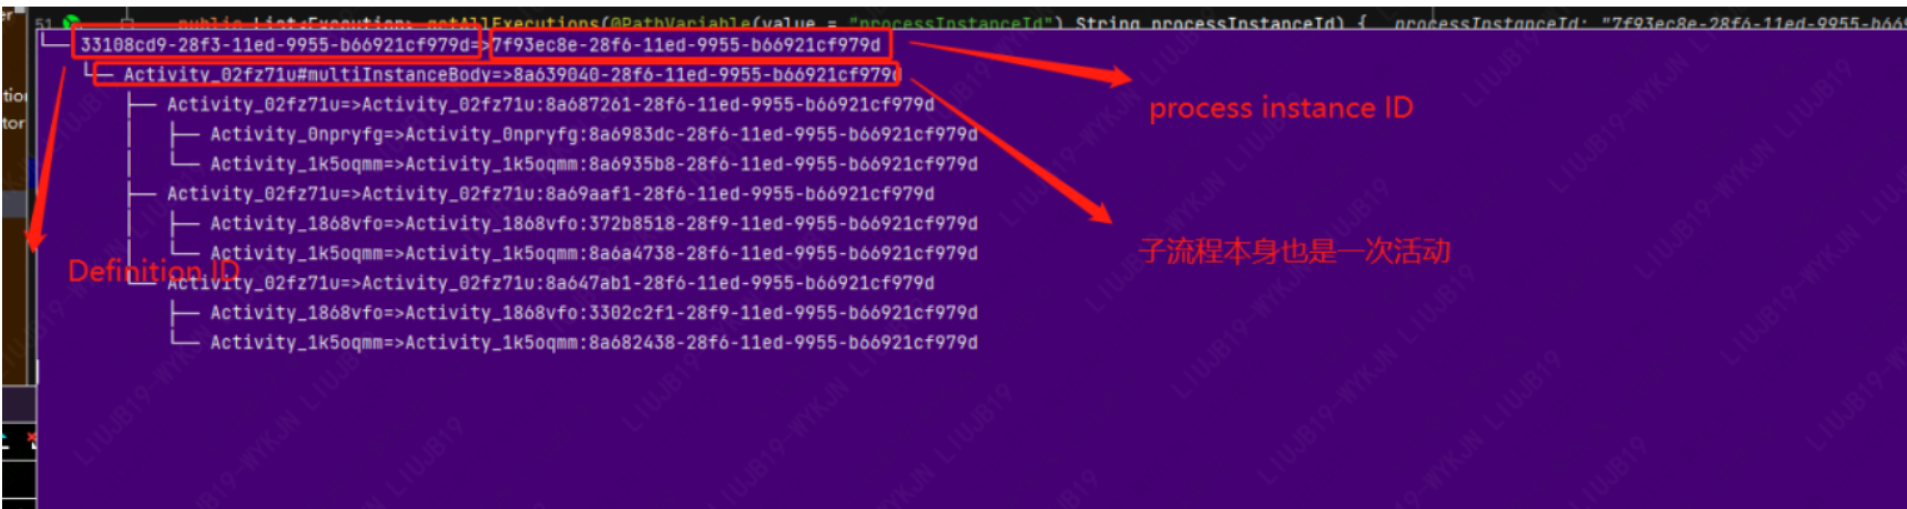 51 public List<Execution> getAllExecutions(@PathVariable(value = "processInstanceId") String processInstanceId) { processInstanceId: "7f93ec8e-28f6-11ed-9955-b669
└── 33108cd9-28f3-11ed-9955-b66921cf979d=>7f93ec8e-28f6-11ed-9955-b66921cf979d
└── Activity_02fz71u#multiInstanceBody=>8a639040-28f6-11ed-9955-b66921cf979d
├── Activity_02fz71u=>Activity_02fz71u:8a687261-28f6-11ed-9955-b66921cf979d
│ ├── Activity_0npryfg=>Activity_0npryfg:8a6983dc-28f6-11ed-9955-b66921cf979d
│ └── Activity_1k5oqmm=>Activity_1k5oqmm:8a6935b8-28f6-11ed-9955-b66921cf979d
├── Activity_02fz71u=>Activity_02fz71u:8a69aaf1-28f6-11ed-9955-b66921cf979d
│ ├── Activity_1868vfo=>Activity_1868vfo:372b8518-28f9-11ed-9955-b66921cf979d
│ └── Activity_1k5oqmm=>Activity_1k5oqmm:8a6a4738-28f6-11ed-9955-b66921cf979d
└── Activity_02fz71u=>Activity_02fz71u:8a647ab1-28f6-11ed-9955-b66921cf979d
├── Activity_1868vfo=>Activity_1868vfo:3302c2f1-28f9-11ed-9955-b66921cf979d
└── Activity_1k5oqmm=>Activity_1k5oqmm:8a682438-28f6-11ed-9955-b66921cf979d
process instance ID
子流程本身也是一次活动
Definition ID
tion
tor
LIUJB19-WYKJN LIUJB19